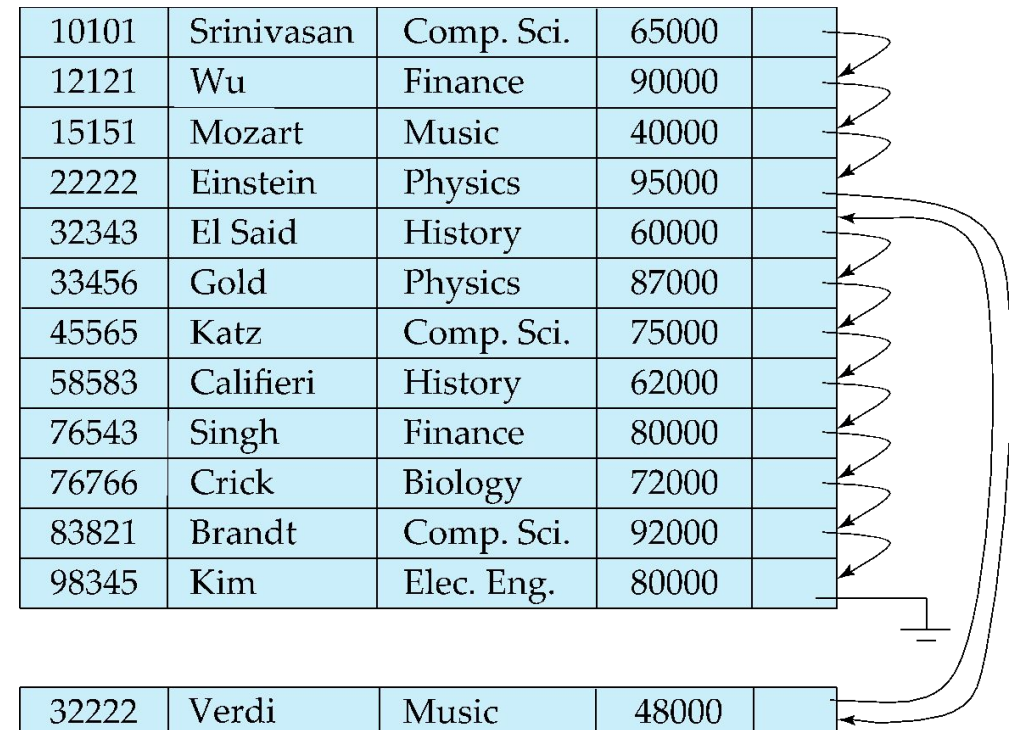 10101 Srinivasan Comp. Sci. 65000
12121 Wu Finance 90000
15151 Mozart Music 40000
22222 Einstein Physics 95000
32343 El Said History 60000
33456 Gold Physics 87000
45565 Katz Comp. Sci. 75000
58583 Califieri History 62000
76543 Singh Finance 80000
76766 Crick Biology 72000
83821 Brandt Comp. Sci. 92000
98345 Kim Elec. Eng. 80000
32222 Verdi Music 48000